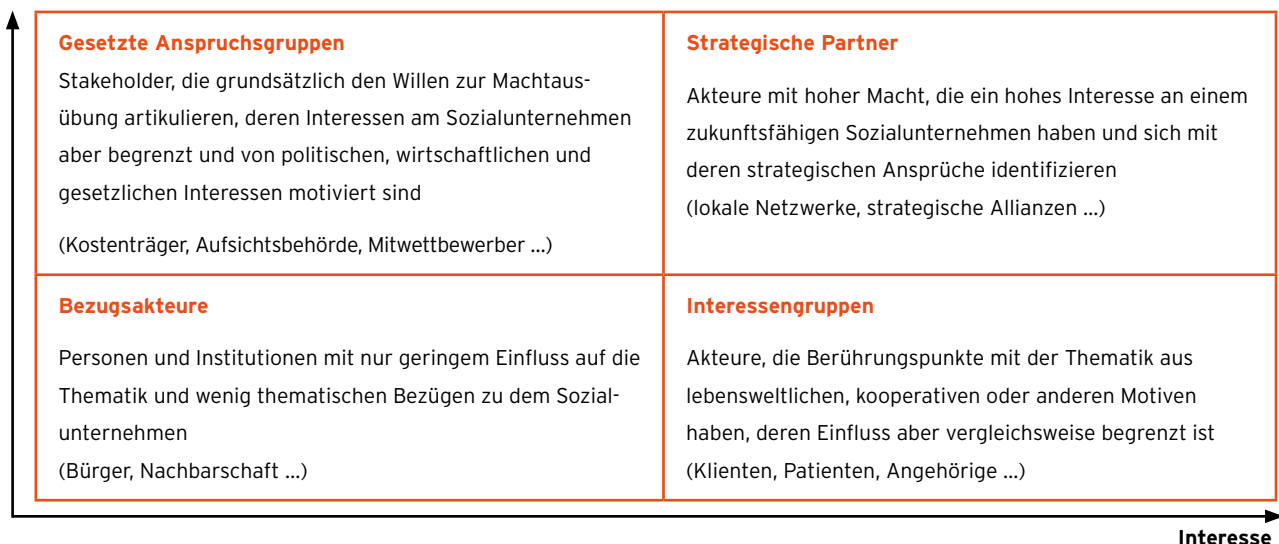 Gesetzte Anspruchsgruppen
Stakeholder, die grundsätzlich den Willen zur Machtaus-
übung artikulieren, deren Interessen am Sozialunternehmen
aber begrenzt und von politischen, wirtschaftlichen und
gesetzlichen Interessen motiviert sind
(Kostenträger, Aufsichtsbehörde, Mitwettbewerber ...)
Strategische Partner
Akteure mit hoher Macht, die ein hohes Interesse an einem
zukunftsfähigen Sozialunternehmen haben und sich mit
deren strategischen Ansprüche identifizieren
(lokale Netzwerke, strategische Allianzen ...)
Bezugsakteure
Personen und Institutionen mit nur geringem Einfluss auf die
Thematik und wenig thematischen Bezügen zu dem Sozial-
unternehmen
(Bürger, Nachbarschaft ...)
Interessengruppen
Akteure, die Berührungspunkte mit der Thematik aus
lebensweltlichen, kooperativen oder anderen Motiven
haben, deren Einfluss aber vergleichsweise begrenzt ist
(Klienten, Patienten, Angehörige ...)
Interesse